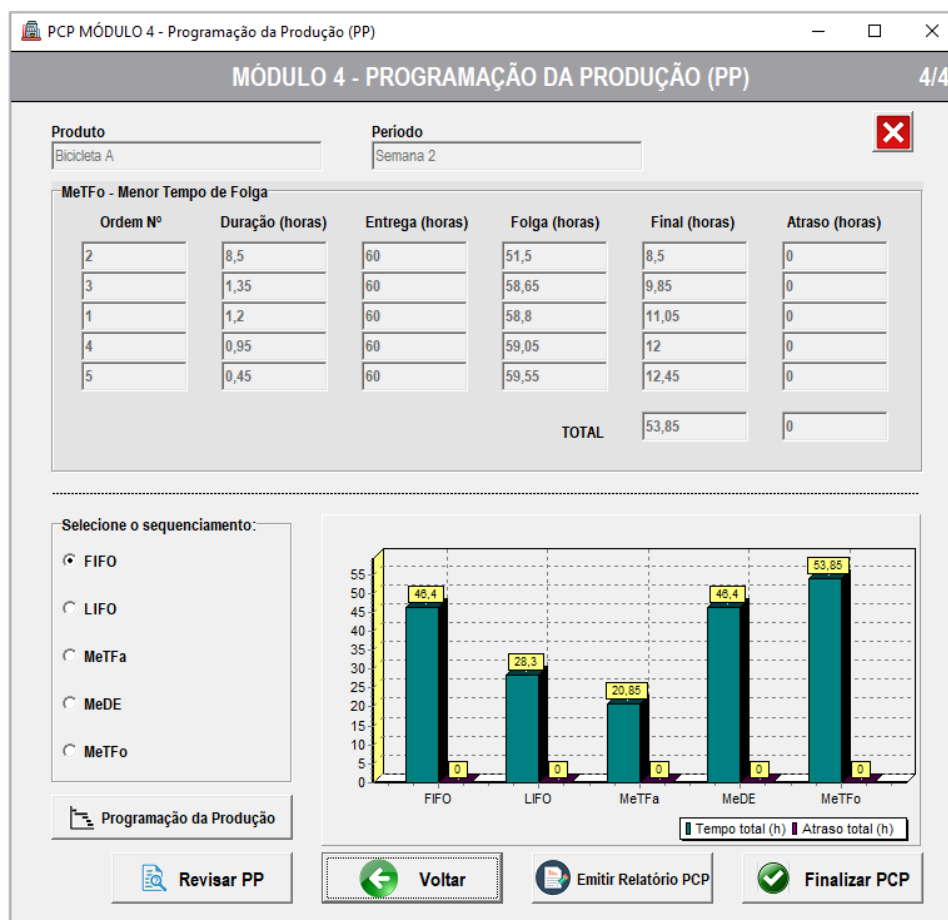 PCP MÓDULO 4 - Programação da Produção (PP)
MÓDULO 4 - PROGRAMAÇÃO DA PRODUÇÃO (PP) 4/4
Produto Período
Bicicleta A Semana 2
MeTFo - Menor Tempo de Folga
Ordem Nº Duração (horas) Entrega (horas) Folga (horas) Final (horas) Atraso (horas)
2 8,5 60 51,5 8,5 0
3 1,35 60 58,65 9,85 0
1 1,2 60 58,8 11,05 0
4 0,95 60 59,05 12 0
5 0,45 60 59,55 12,45 0
TOTAL 53,85 0
Selecione o sequenciamento:
FIFO
LIFO
MeTFa
MeDE
MeTFo
Programação da Produção
55
50
45
40
35
30
25
20
15
10
5
0
46,4 28,3 20,85 46,4 53,85
0 0 0 0 0
FIFO LIFO MeTFa MeDE MeTFo
Tempo total (h) Atraso total (h)
Revisar PP Voltar Emitir Relatório PCP Finalizar PCP